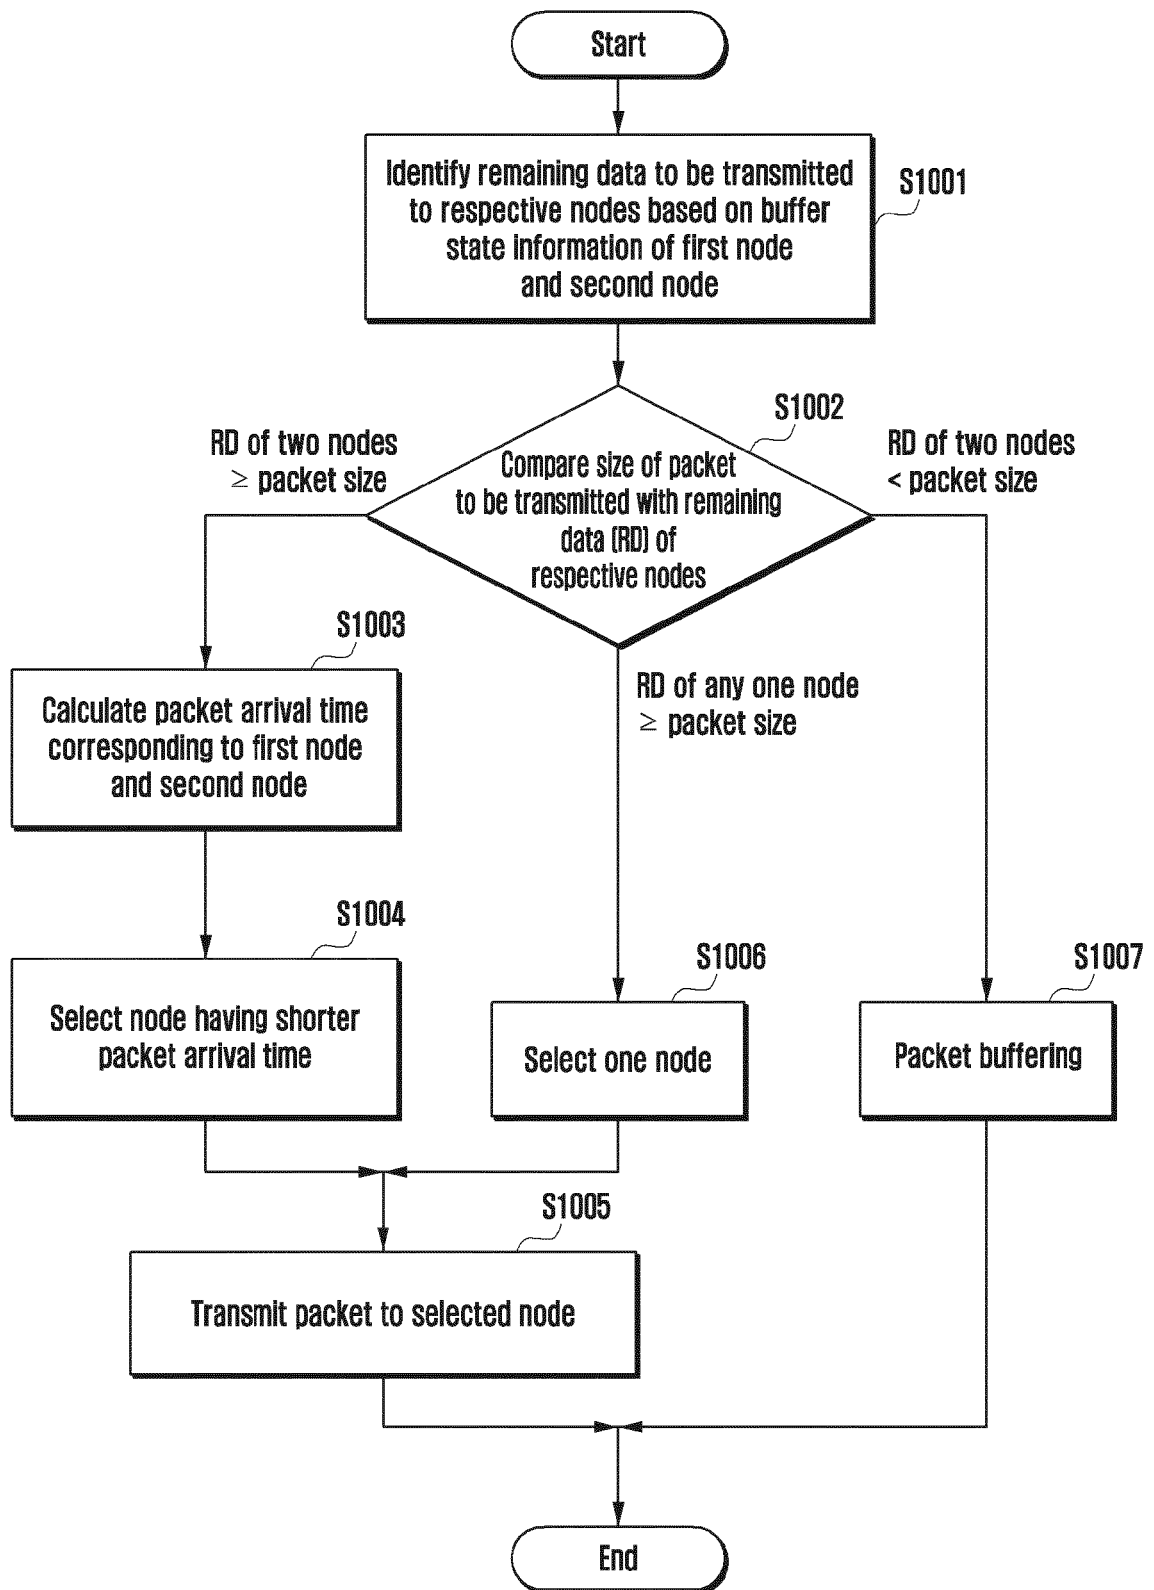 Start
Identify remaining data to be transmitted
to respective nodes based on buffer
state information of first node
and second node
S1001
S1002
RD of two nodes
≥ packet size
Compare size of packet
to be transmitted with remaining
data (RD) of
respective nodes
RD of two nodes
< packet size
S1003
Calculate packet arrival time
corresponding to first node
and second node
RD of any one node
≥ packet size
S1004
Select node having shorter
packet arrival time
S1006
Select one node
S1007
Packet buffering
S1005
Transmit packet to selected node
End